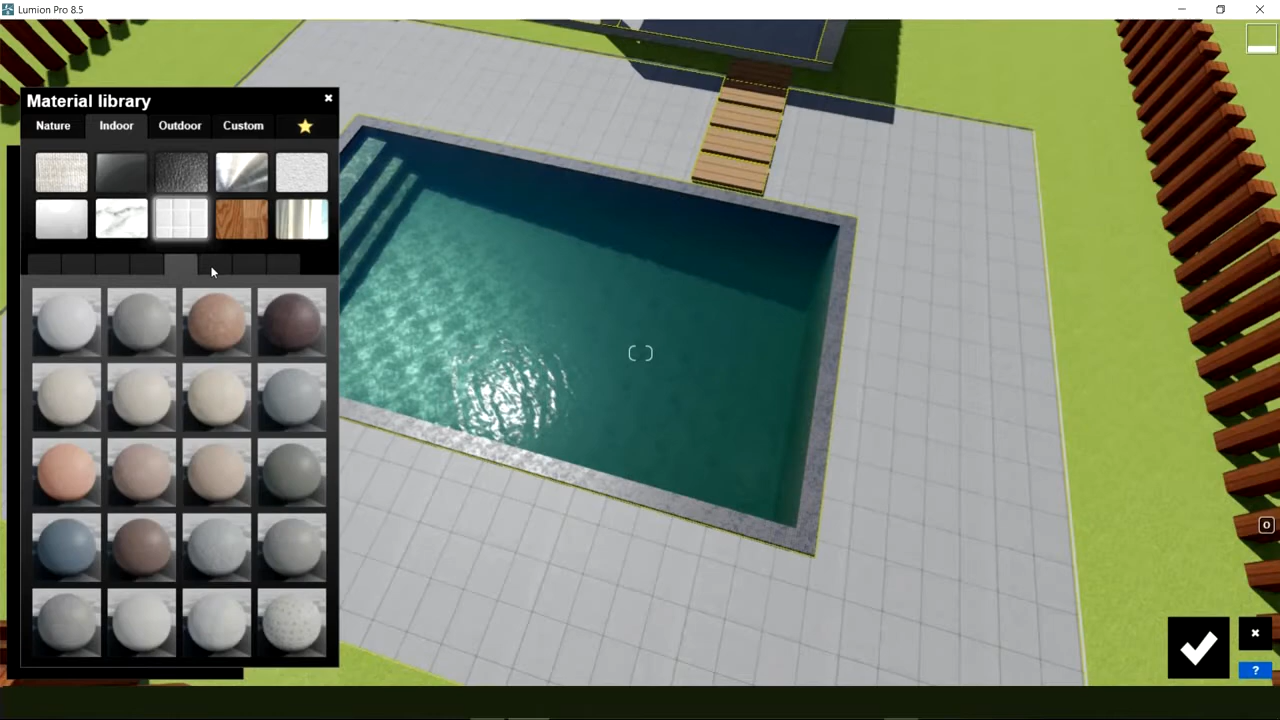 Lumion Pro 8.5
Material library
Nature Indoor Outdoor Custom
O
?